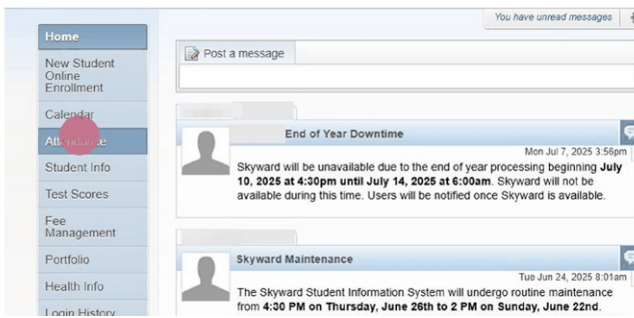 You have unread messages
Home
New Student
Online
Enrollment
Calendar
Attendance
Student Info
Test Scores
Fee
Management
Portfolio
Health Info
Login History
Post a message
End of Year Downtime
Mon Jul 7, 2025 3:56pm
Skyward will be unavailable due to the end of year processing beginning July
10, 2025 at 4:30pm until July 14, 2025 at 6:00am. Skyward will not be
available during this time. Users will be notified once Skyward is available.
Skyward Maintenance
Tue Jun 24, 2025 8:01am
The Skyward Student Information System will undergo routine maintenance
from 4:30 PM on Thursday, June 26th to 2 PM on Sunday, June 22nd.